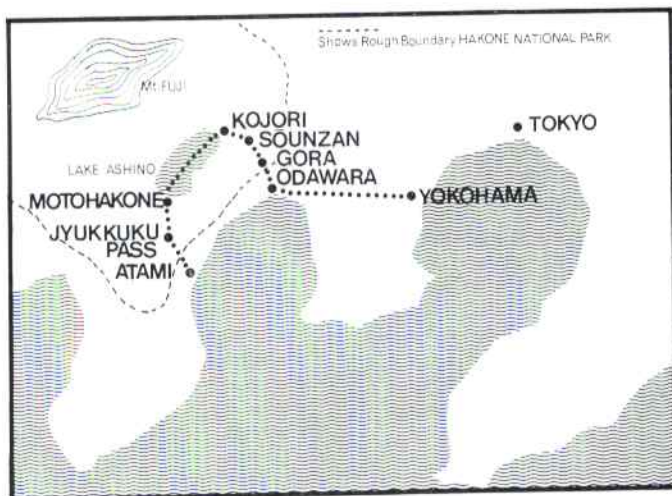 Shows Rough Boundary HAKONE NATIONAL PARK
Mt.FUJI
KOJORI
TOKYO
SOUNZAN
GORA
LAKE ASHINO
ODAWARA
MOTOHAKONE
YOKOHAMA
JYUKKUKU
PASS
ATAMI